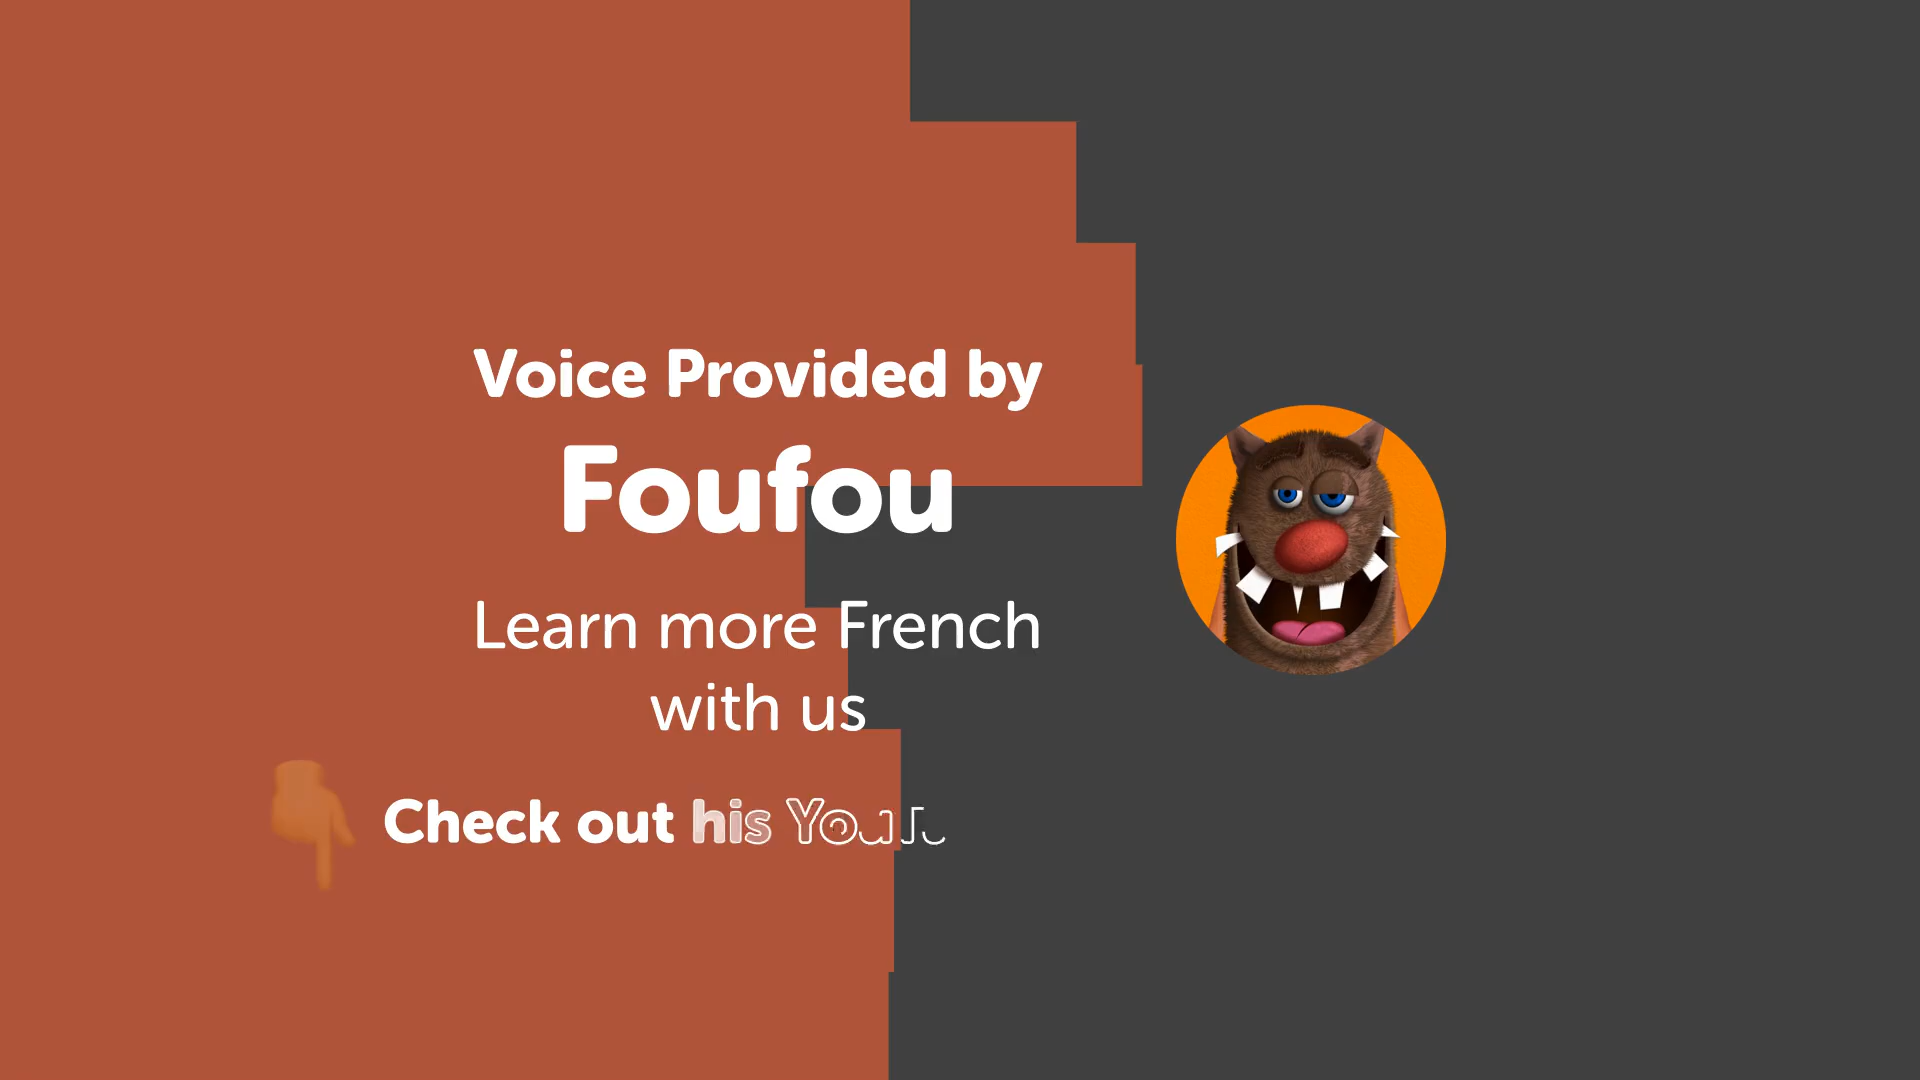 Voice Provided by
Foufou
Learn more French
with us
Check out his